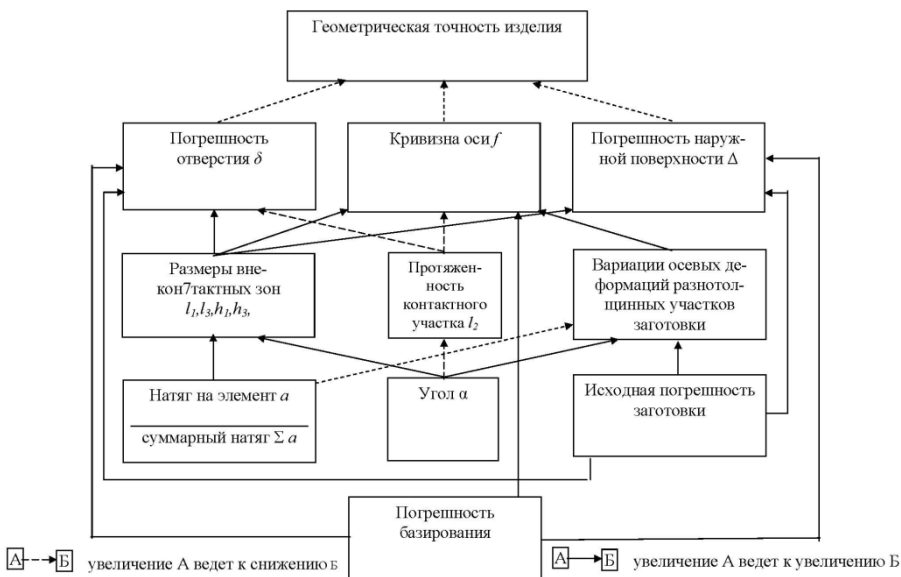 Геометрическая точность изделия
Погрешность
отверстия δ
Кривизна оси f
Погрешность наруж-
ной поверхности Δ
Размеры вне-
кон7тактных зон
l1,l3,h1,h3,
Протяжен-
ность
контактного
участка l2
Вариации осевых де-
формаций разнотол-
щинных участков
заготовки
Натяг на элемент a
суммарный натяг Σ a
Угол α
Исходная погрешность
заготовки
Погрешность
базирования
А Б увеличение А ведет к снижению Б
А Б увеличение А ведет к увеличению Б